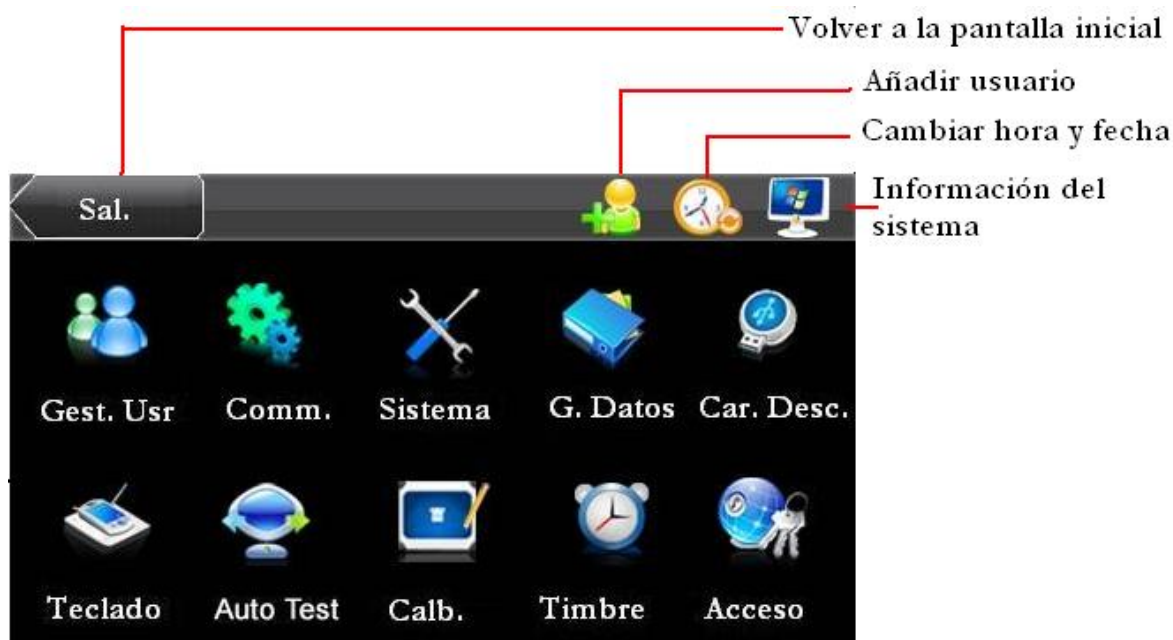 Volver a la pantalla inicial
Añadir usuario
Cambiar hora y fecha
Información del
sistema
Sal.
Gest. Usr Comm. Sistema G. Datos Car. Desc.
Teclado Auto Test Calb. Timbre Acceso